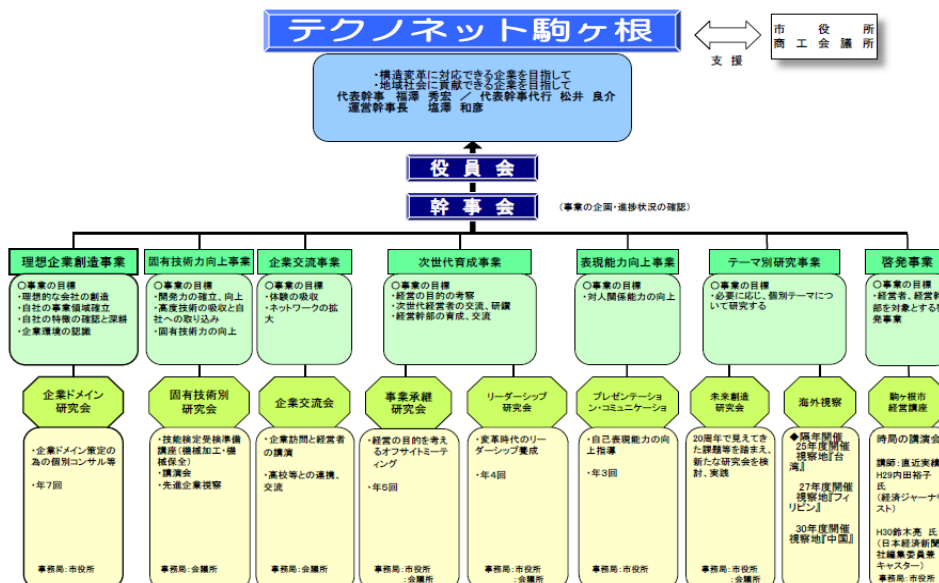 テクノネット駒ヶ根
支援
市役所
商工会議所
・構造変革に対応できる企業を目指して
・地域社会に貢献できる企業を目指して
代表幹事 福澤 秀宏 ／ 代表幹事代行 松井 良介
運営幹事長 塩澤 和彦
役員会
幹事会
（事業の企画・進捗状況の確認）
理想企業創造事業
〇事業の目標
・理想的な会社の創造
・自社の事業領域確立
・自社の特徴の確認と深耕
・企業環境の認識
固有技術力向上事業
〇事業の目標
・開発力の確立、向上
・高度技術の吸収と自
社への取り込み
・固有技術力の向上
企業交流事業
〇事業の目標
・体験の吸収
・ネットワークの拡
大
次世代育成事業
〇事業の目標
・経営の目的の考察
・次世代経営者の交流、研鑽
・経営幹部の育成、交流
表現能力向上事業
〇事業の目標
・対人関係能力の向上
テーマ別研究事業
〇事業の目標
・必要に応じ、個別テーマにつ
いて研究する
啓発事業
〇事業の目標
・経営者、経営幹
部を対象とする啓
発事業
企業ドメイン
研究会
・企業ドメイン策定の
為の個別コンサル等
・年7回
事務局：市役所
固有技術別
研究会
・技能検定受検準備
講座（機械加工・機
械保全）
・講演会
・先進企業視察
事務局：会議所
企業交流会
・企業訪問と経営者
の講演
・高校等との連携、
交流
事務局：会議所
事業承継
研究会
・経営の目的を考え
るオフサイトミーテ
ィング
・年5回
事務局：市役所
：会議所
リーダーシップ
研究会
・変革時代のリー
ダーシップ養成
・年4回
事務局：市役所
：会議所
プレゼンテーショ
ン・コミュニケーション
・自己表現能力の向
上指導
・年3回
事務局：市役所
未来創造
研究会
20周年で見えてき
た課題等を踏まえ、
新たな研究会を検
討、実践
事務局：市役所
：会議所
海外視察
◆隔年開催
25年度開催
視察地『台
湾』
27年度開催
視察地『フィ
リピン』
30年度開催
視察地『中国』
駒ヶ根市
経営講座
時局の講演会
講師：直近実績
H29内田裕子
氏
（経済ジャーナリ
スト）
H30鈴木亮 氏
（日本経済新聞
社編集委員兼
キャスター）
事務局：市役所